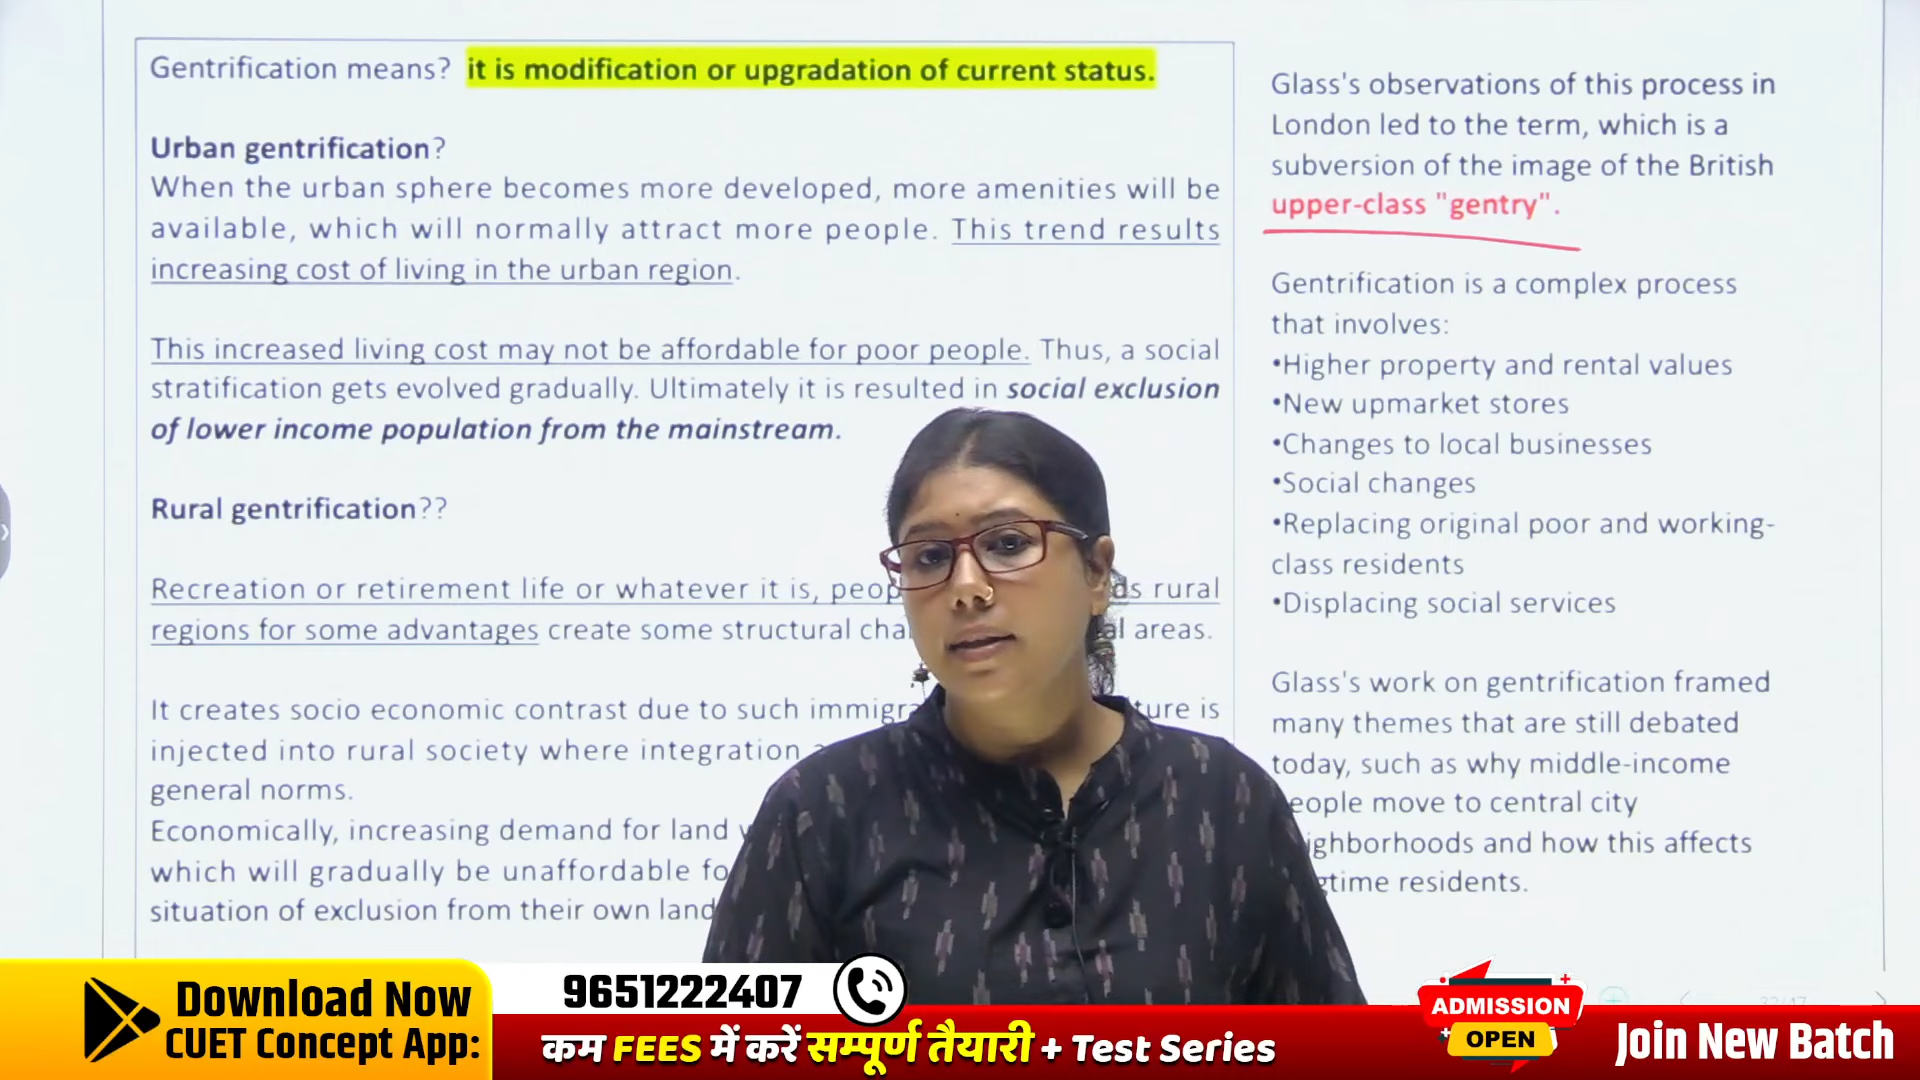 Gentrification means? it is modification or upgradation of current status.
Urban gentrification?
When the urban sphere becomes more developed, more amenities will be
available, which will normally attract more people. This trend results
increasing cost of living in the urban region.
This increased living cost may not be affordable for poor people. Thus, a social
stratification gets evolved gradually. Ultimately it is resulted in social exclusion
of lower income population from the mainstream.
Rural gentrification??
Recreation or retirement life or whatever it is, rural
regions for some advantages create some structural areas.
It creates socio economic contrast due to such is
injected into rural society where integration
general norms.
Economically, increasing demand for land
which will gradually be unaffordable
situation of exclusion from their own land
Glass's observations of this process in
London led to the term, which is a
subversion of the image of the British
upper-class "gentry".
Gentrification is a complex process
that involves:
•Higher property and rental values
•New upmarket stores
•Changes to local businesses
•Social changes
•Replacing original poor and working-
class residents
•Displacing social services
Glass's work on gentrification framed
many themes that are still debated
today, such as why middle-income
move to central city
and how this affects
residents.
Download Now
CUET Concept App:
9651222407
कम FEES में करें सम्पूर्ण तैयारी + Test Series
ADMISSION
OPEN
Join New Batch